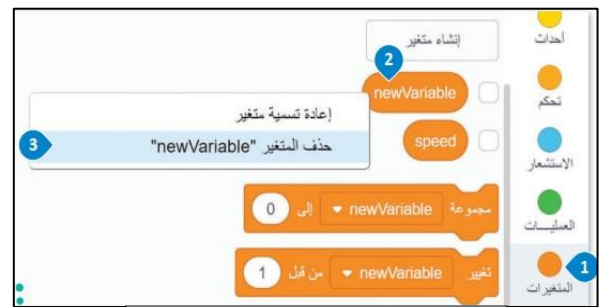 أحداث
تحكم
الاستشعار
العمليـــات
1
المتغيرات
إنشاء متغير
2
newVariable
speed
إعادة تسمية متغير
3 حذف المتغير "newVariable"
مجموعة newVariable إلى 0
تغيير newVariable من قبل 1